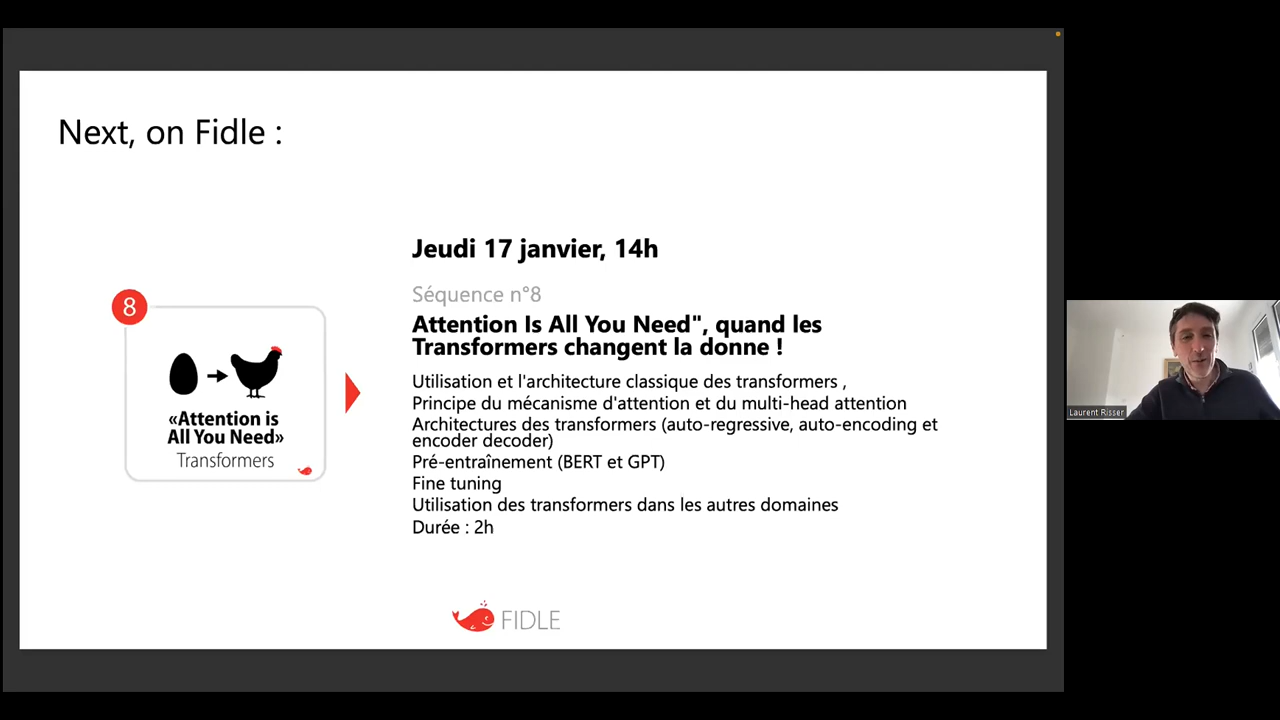 Next, on Fidle :
Jeudi 17 janvier, 14h
Séquence n°8
Attention Is All You Need", quand les
Transformers changent la donne !
Utilisation et l'architecture classique des transformers ,
Principe du mécanisme d'attention et du multi-head attention
Architectures des transformers (auto-regressive, auto-encoding et
encoder decoder)
Pré-entraînement (BERT et GPT)
Fine tuning
Utilisation des transformers dans les autres domaines
Durée : 2h
8
«Attention is
All You Need»
Transformers
FIDLE
Laurent Risser